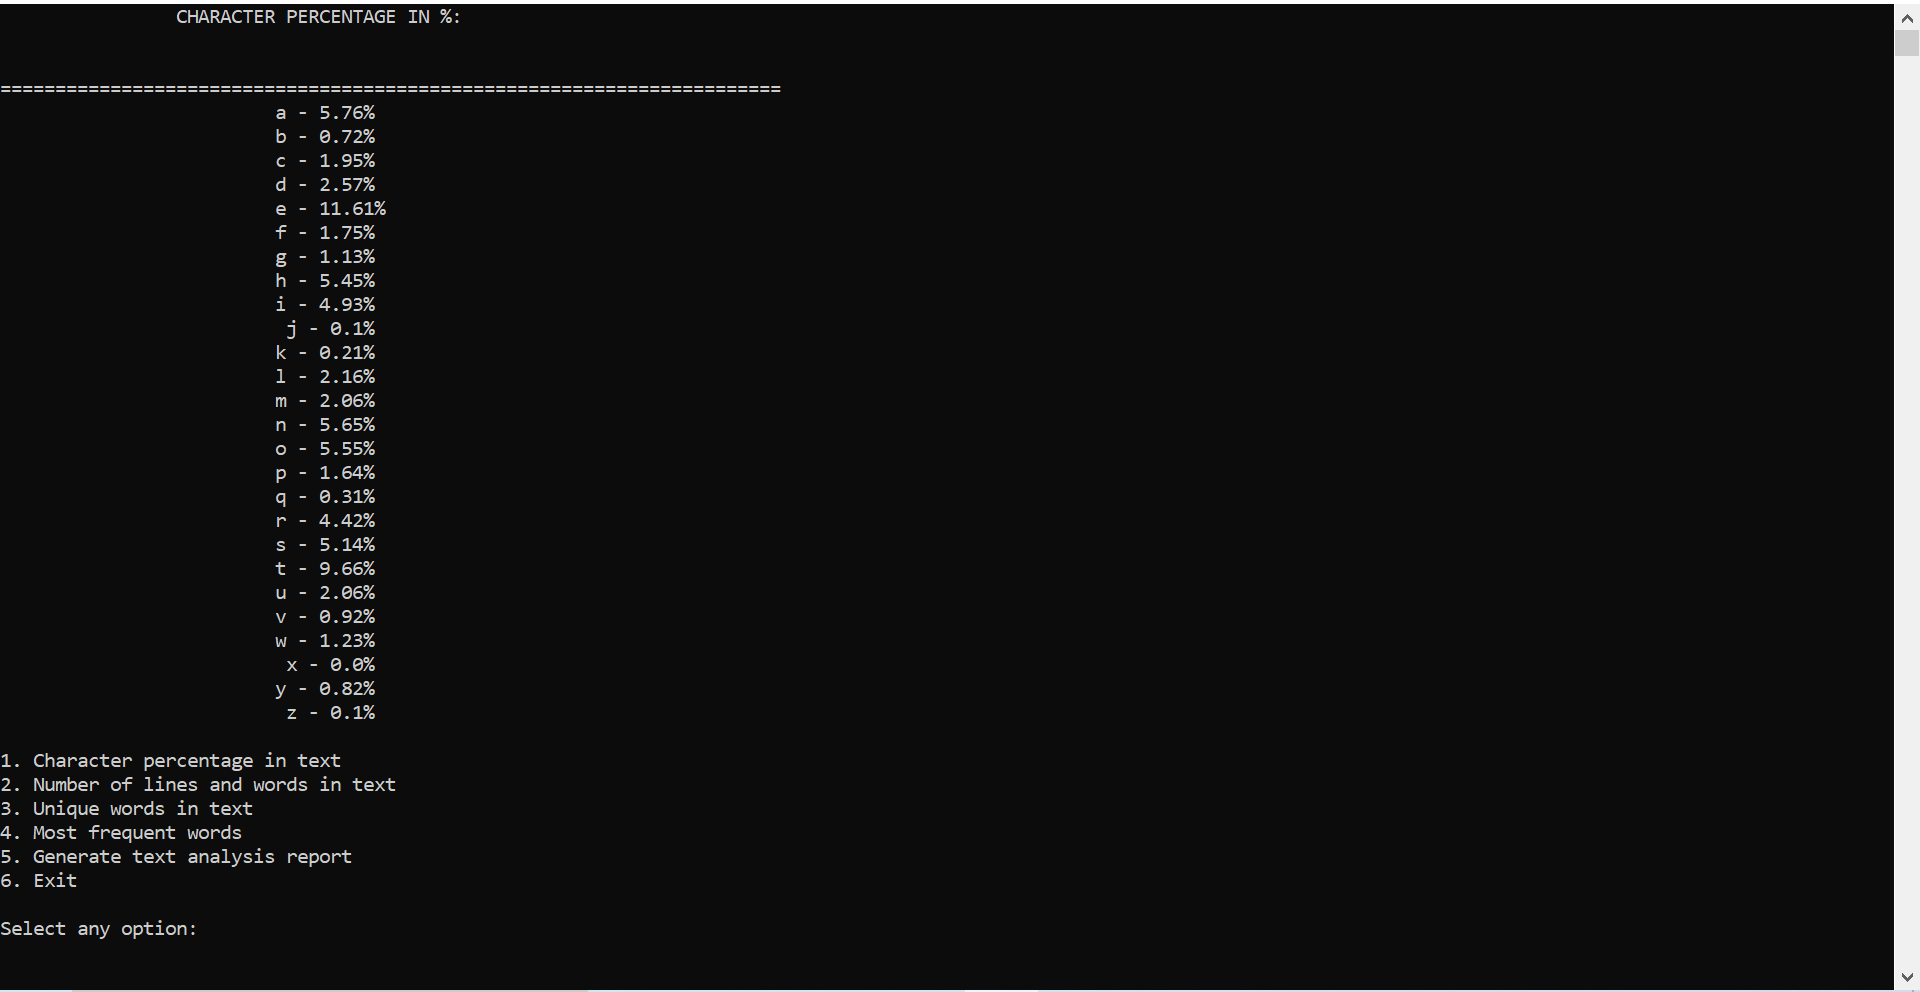 CHARACTER PERCENTAGE IN %:
=======================================================================
a - 5.76%
b - 0.72%
c - 1.95%
d - 2.57%
e - 11.61%
f - 1.75%
g - 1.13%
h - 5.45%
i - 4.93%
j - 0.1%
k - 0.21%
l - 2.16%
m - 2.06%
n - 5.65%
o - 5.55%
p - 1.64%
q - 0.31%
r - 4.42%
s - 5.14%
t - 9.66%
u - 2.06%
v - 0.92%
w - 1.23%
x - 0.0%
y - 0.82%
z - 0.1%
1. Character percentage in text
2. Number of lines and words in text
3. Unique words in text
4. Most frequent words
5. Generate text analysis report
6. Exit
Select any option: